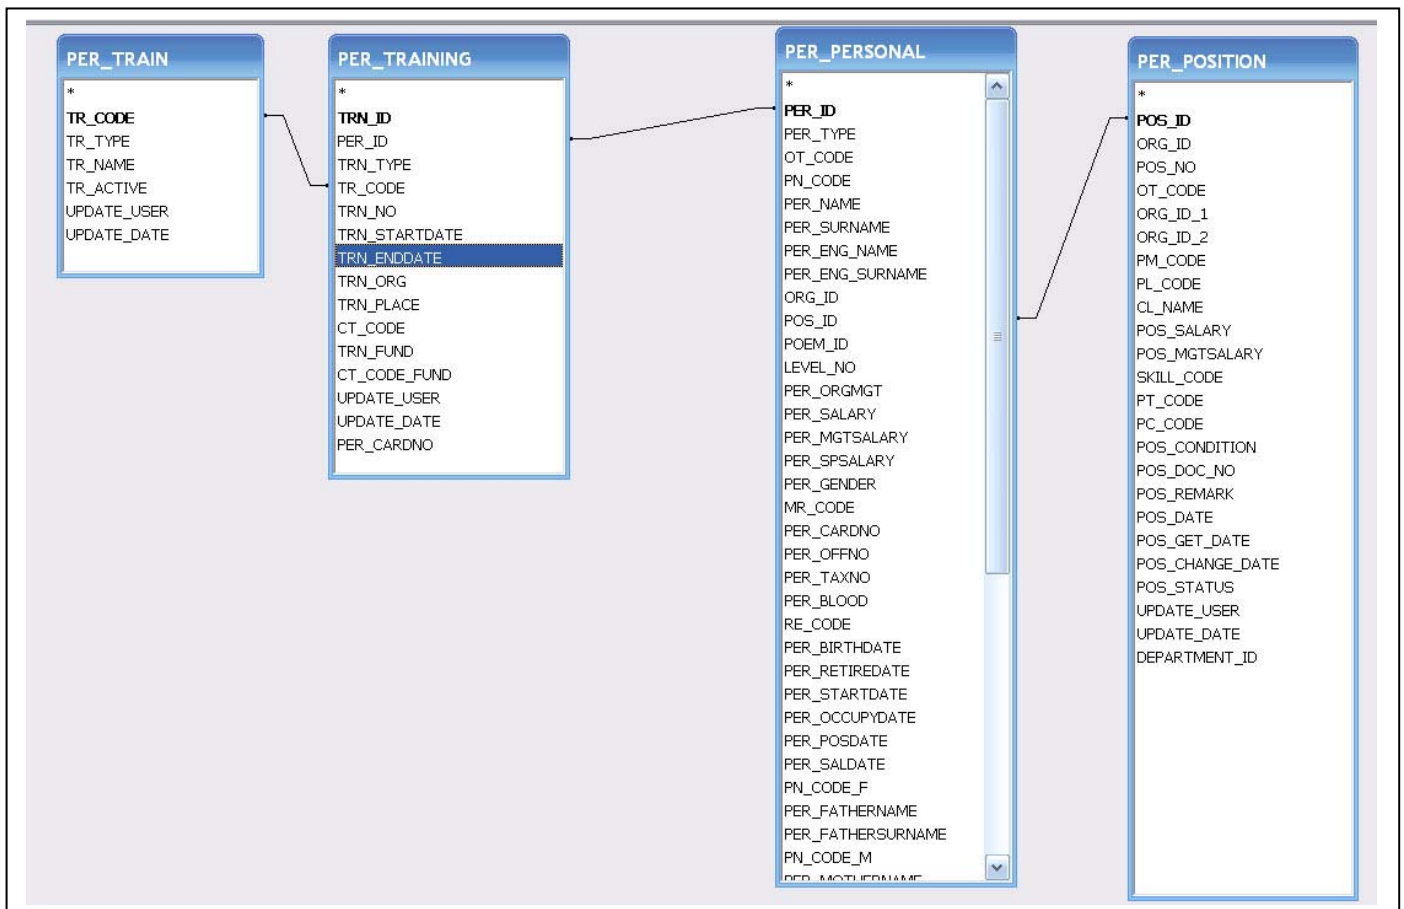 PER_TRAIN
*
TR_CODE
TR_TYPE
TR_NAME
TR_ACTIVE
UPDATE_USER
UPDATE_DATE
PER_TRAINING
*
TRN_ID
PER_ID
TRN_TYPE
TR_CODE
TRN_NO
TRN_STARTDATE
TRN_ENDDATE
TRN_ORG
TRN_PLACE
CT_CODE
TRN_FUND
CT_CODE_FUND
UPDATE_USER
UPDATE_DATE
PER_CARDNO
PER_PERSONAL
*
PER_ID
PER_TYPE
OT_CODE
PN_CODE
PER_NAME
PER_SURNAME
PER_ENG_NAME
PER_ENG_SURNAME
ORG_ID
POS_ID
POEM_ID
LEVEL_NO
PER_ORGMGT
PER_SALARY
PER_MGTSALARY
PER_SPSALARY
PER_GENDER
MR_CODE
PER_CARDNO
PER_OFFNO
PER_TAXNO
PER_BLOOD
RE_CODE
PER_BIRTHDATE
PER_RETIREDATE
PER_STARTDATE
PER_OCCUPYDATE
PER_POSDATE
PER_SALDATE
PN_CODE_F
PER_FATHERNAME
PER_FATHERSURNAME
PN_CODE_M
PER_MOTHERNAME
PER_POSITION
*
POS_ID
ORG_ID
POS_NO
OT_CODE
ORG_ID_1
ORG_ID_2
PM_CODE
PL_CODE
CL_NAME
POS_SALARY
POS_MGTSALARY
SKILL_CODE
PT_CODE
PC_CODE
POS_CONDITION
POS_DOC_NO
POS_REMARK
POS_DATE
POS_GET_DATE
POS_CHANGE_DATE
POS_STATUS
UPDATE_USER
UPDATE_DATE
DEPARTMENT_ID